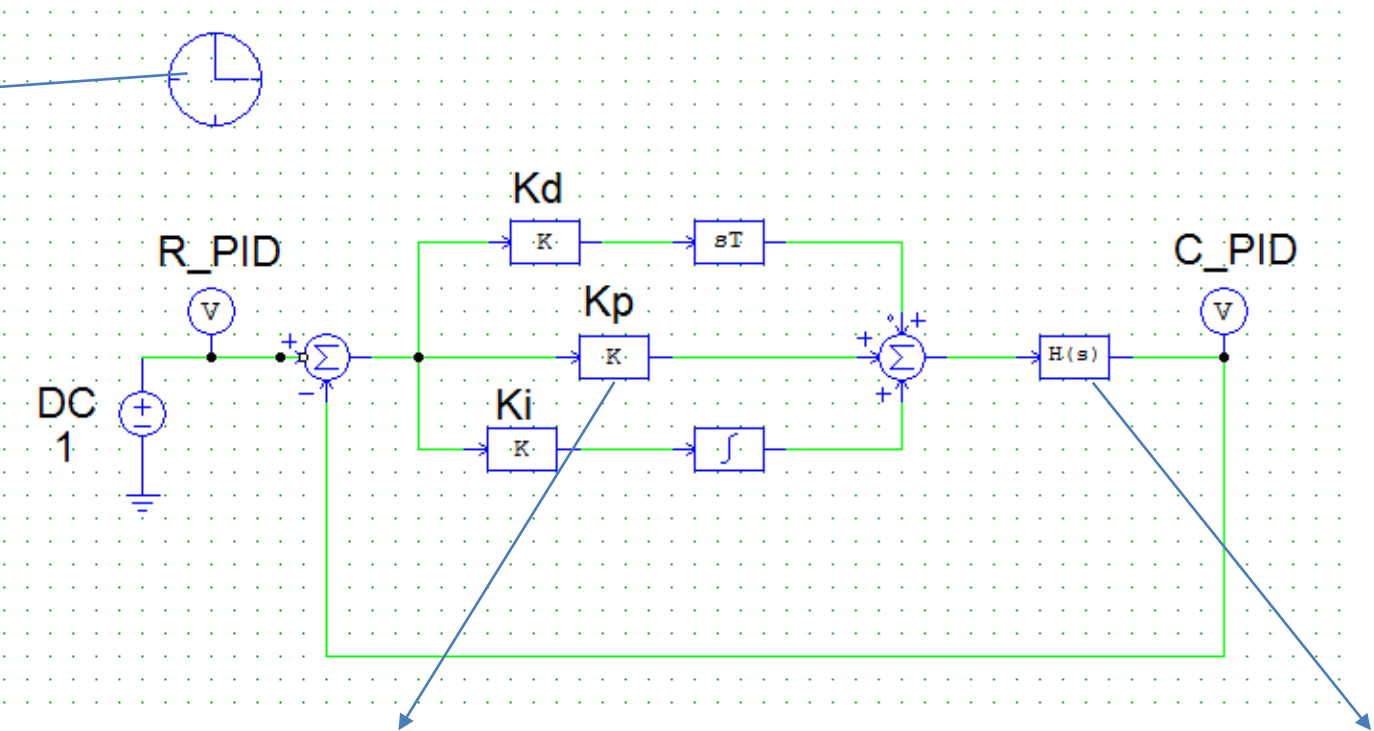 Kd
K
sT
R_PID
C_PID
V
Kp
V
+
+
+
Σ
K
Σ
H(s)
DC
1
+
−
−
Ki
+
K
∫